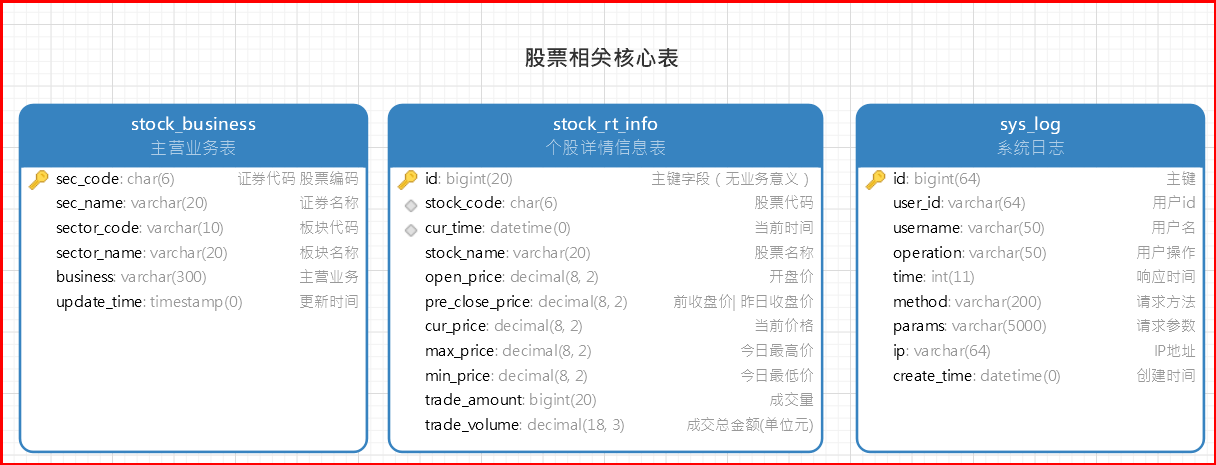 股票相关核心表
stock_business
主营业务表
sec_code: char(6) 证券代码 股票编码
sec_name: varchar(20) 证券名称
sector_code: varchar(10) 板块代码
sector_name: varchar(20) 板块名称
business: varchar(300) 主营业务
update_time: timestamp(0) 更新时间
stock_rt_info
个股详情信息表
id: bigint(20) 主键字段（无业务意义）
stock_code: char(6) 股票代码
cur_time: datetime(0) 当前时间
stock_name: varchar(20) 股票名称
open_price: decimal(8, 2) 开盘价
pre_close_price: decimal(8, 2) 前收盘价| 昨日收盘价
cur_price: decimal(8, 2) 当前价格
max_price: decimal(8, 2) 今日最高价
min_price: decimal(8, 2) 今日最低价
trade_amount: bigint(20) 成交量
trade_volume: decimal(18, 3) 成交总金额(单位元)
sys_log
系统日志
id: bigint(64) 主键
user_id: varchar(64) 用户id
username: varchar(50) 用户名
operation: varchar(50) 用户操作
time: int(11) 响应时间
method: varchar(200) 请求方法
params: varchar(5000) 请求参数
ip: varchar(64) IP地址
create_time: datetime(0) 创建时间